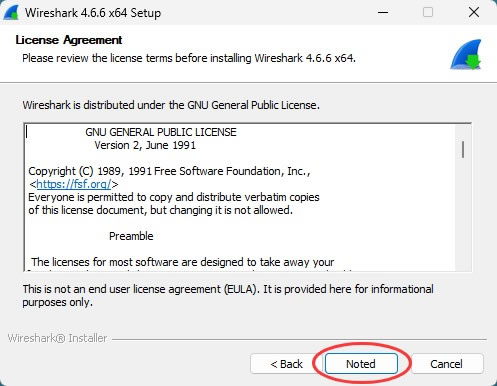 Wireshark 4.6.6 x64 Setup
License Agreement
Please review the license terms before installing Wireshark 4.6.6 x64.
Wireshark is distributed under the GNU General Public License.
GNU GENERAL PUBLIC LICENSE
Version 2, June 1991
Copyright (C) 1989, 1991 Free Software Foundation, Inc.,
<https://fsf.org/>
Everyone is permitted to copy and distribute verbatim copies
of this license document, but changing it is not allowed.
Preamble
The licenses for most software are designed to take away your
This is not an end user license agreement (EULA). It is provided here for informational
purposes only.
Wireshark® Installer
< Back
Noted
Cancel